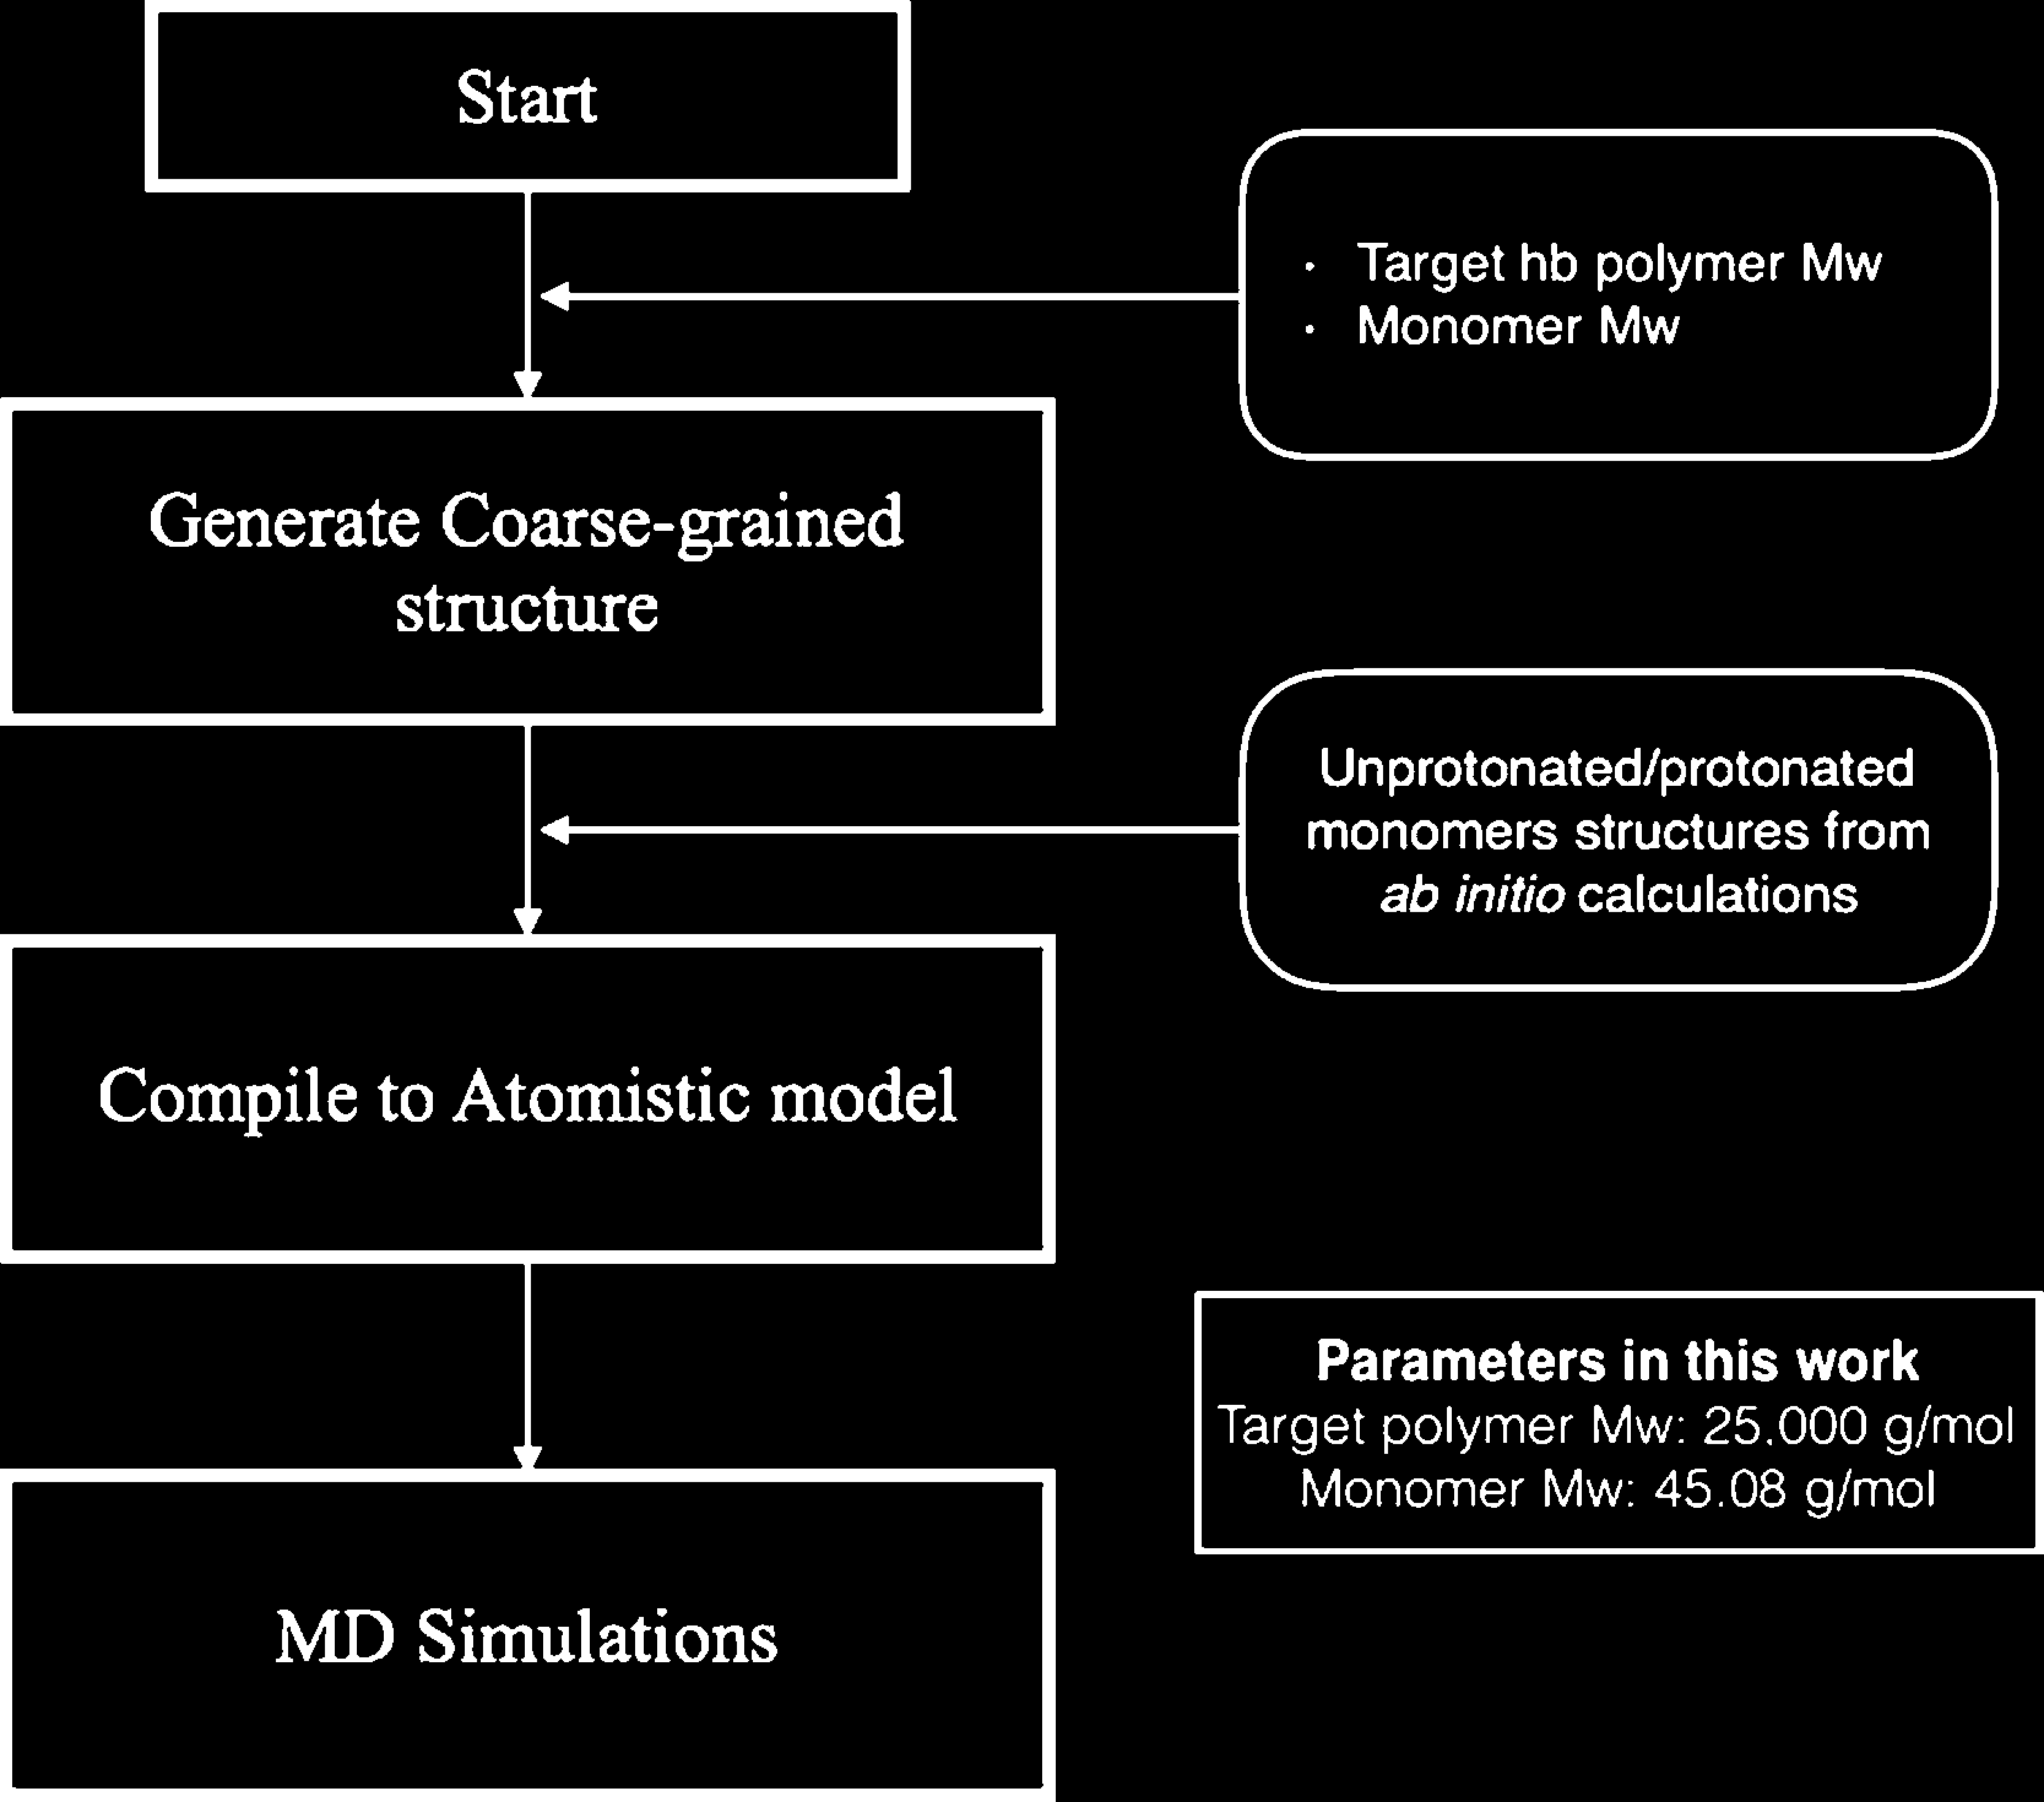 Start
· Target hb polymer Mw
· Monomer Mw
Generate Coarse-grained
structure
Unprotonated/protonated
monomers structures from
ab initio calculations
Compile to Atomistic model
Parameters in this work
Target polymer Mw: 25.000 g/mol
Monomer Mw: 45.08 g/mol
MD Simulations